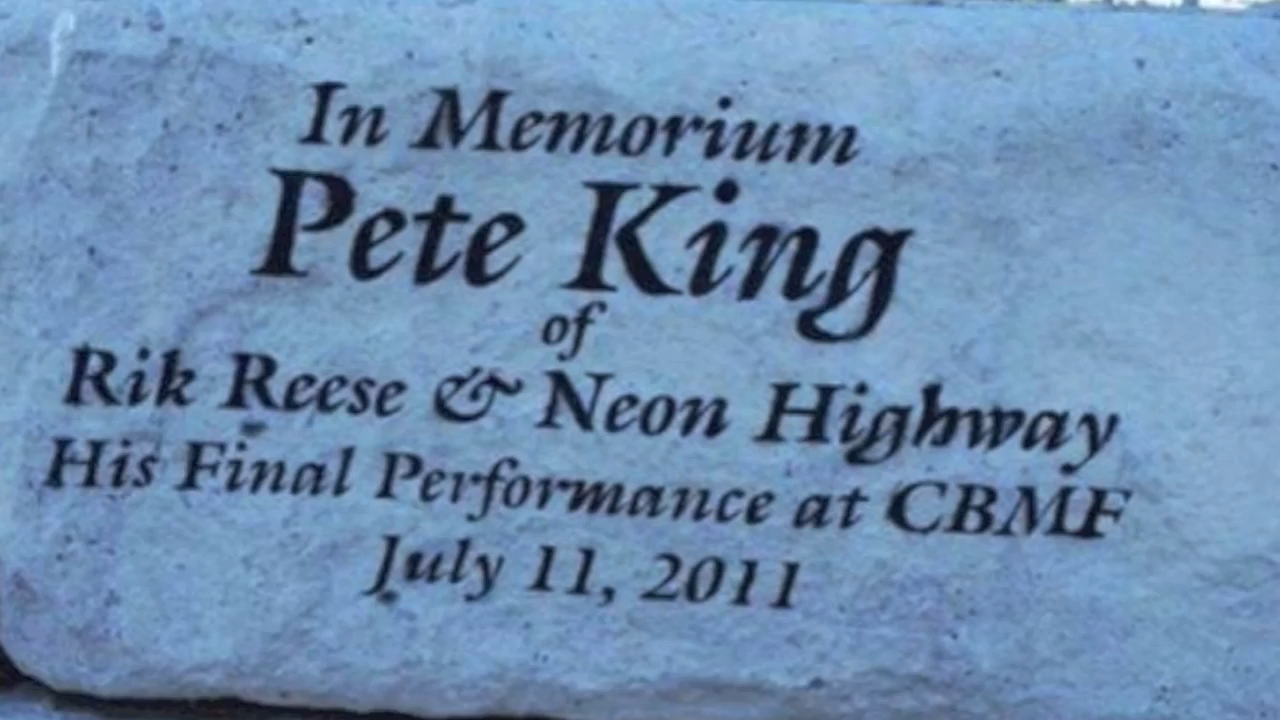 In Memorium
Pete King
of
Rik Reese & Neon Highway
His Final Performance at CBMF
July 11, 2011